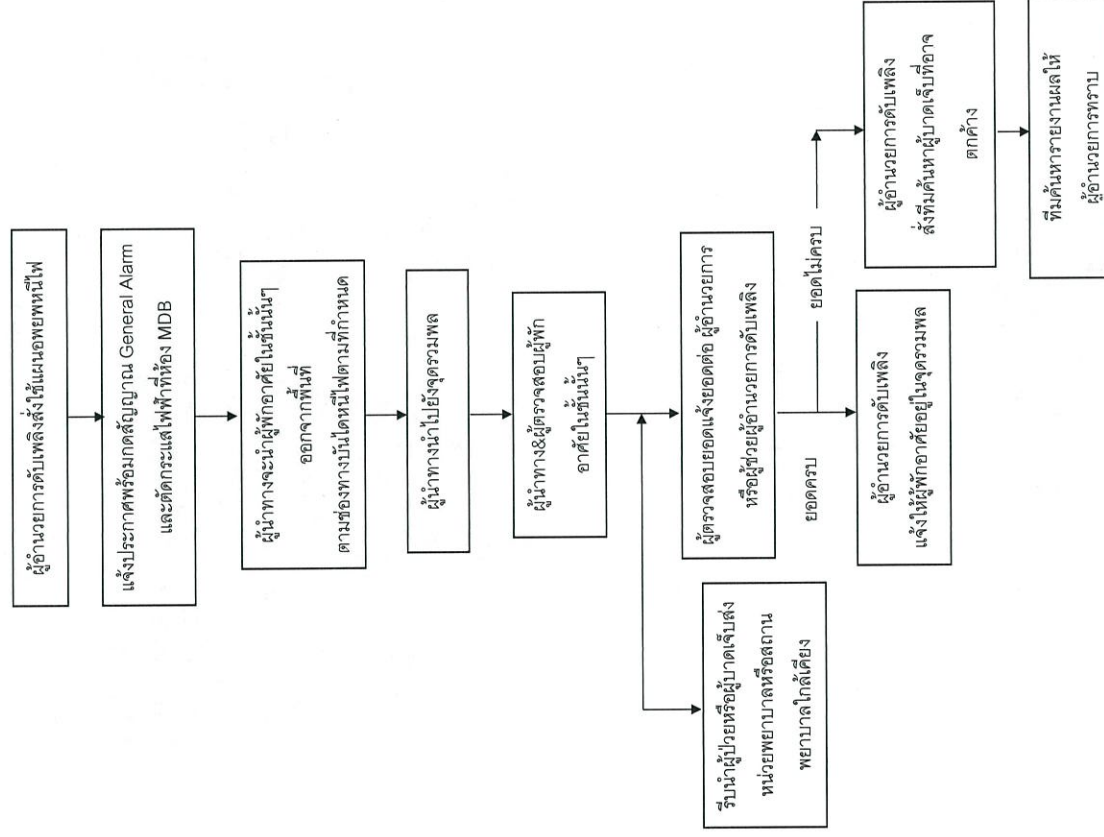 ผู้อำนวยการดับเพลิงสั่งใช้แผนอพยพหนีไฟ
แจ้งประกาศพร้อมกดสัญญาณ General Alarm
และตัดกระแสไฟฟ้าที่ห้อง MDB
ผู้นำทางจะนำผู้พักอาศัยในชั้นนั้นๆ
ออกจากพื้นที่
ตามช่องทางบันไดหนีไฟตามที่กำหนด
ผู้นำทางนำไปยังจุดรวมพล
ผู้นำทาง&ผู้ตรวจสอบผู้พัก
อาศัยในชั้นนั้นๆ
รีบนำผู้ป่วยหรือผู้บาดเจ็บส่ง
หน่วยพยาบาลหรือสถาน
พยาบาลใกล้เคียง
ผู้ตรวจสอบยอดแจ้งยอดต่อ ผู้อำนวยการ
หรือผู้ช่วยผู้อำนวยการดับเพลิง
ยอดครบ
ยอดไม่ครบ
ผู้อำนวยการดับเพลิง
แจ้งให้ผู้พักอาศัยอยู่ในจุดรวมพล
ผู้อำนวยการดับเพลิง
สั่งทีมค้นหาผู้บาดเจ็บที่อาจ
ตกค้าง
ทีมค้นหารายงานผลให้
ผู้อำนวยการทราบ